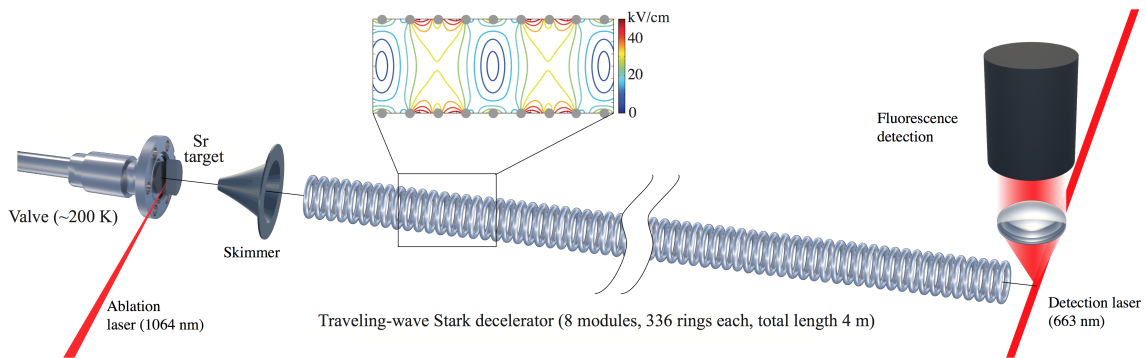 kV/cm
40
20
0
Sr
target
Valve (~200 K)
Skimmer
Ablation
laser (1064 nm)
Traveling-wave Stark decelerator (8 modules, 336 rings each, total length 4 m)
Fluorescence
detection
Detection laser
(663 nm)